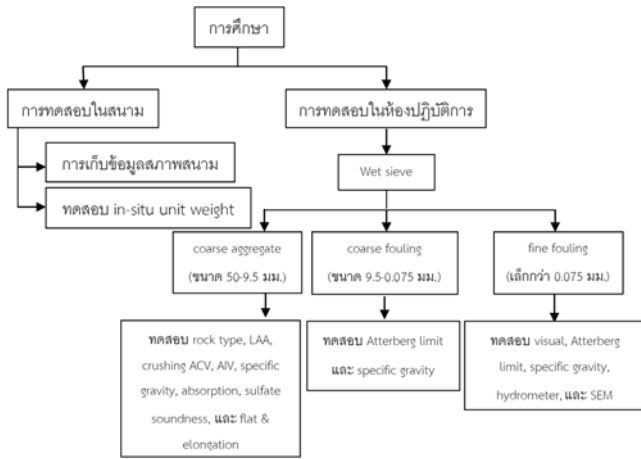 การศึกษา
การทดสอบในสนาม
การทดสอบในห้องปฏิบัติการ
การเก็บข้อมูลสภาพสนาม
ทดสอบ in-situ unit weight
Wet sieve
coarse aggregate
(ขนาด 50-9.5 มม.)
coarse fouling
(ขนาด 9.5-0.075 มม.)
fine fouling
(เล็กกว่า 0.075 มม.)
ทดสอบ rock type, LAA,
crushing ACV, AIV, specific
gravity, absorption, sulfate
soundness, และ flat &
elongation
ทดสอบ Atterberg limit
และ specific gravity
ทดสอบ visual, Atterberg
limit, specific gravity,
hydrometer, และ SEM